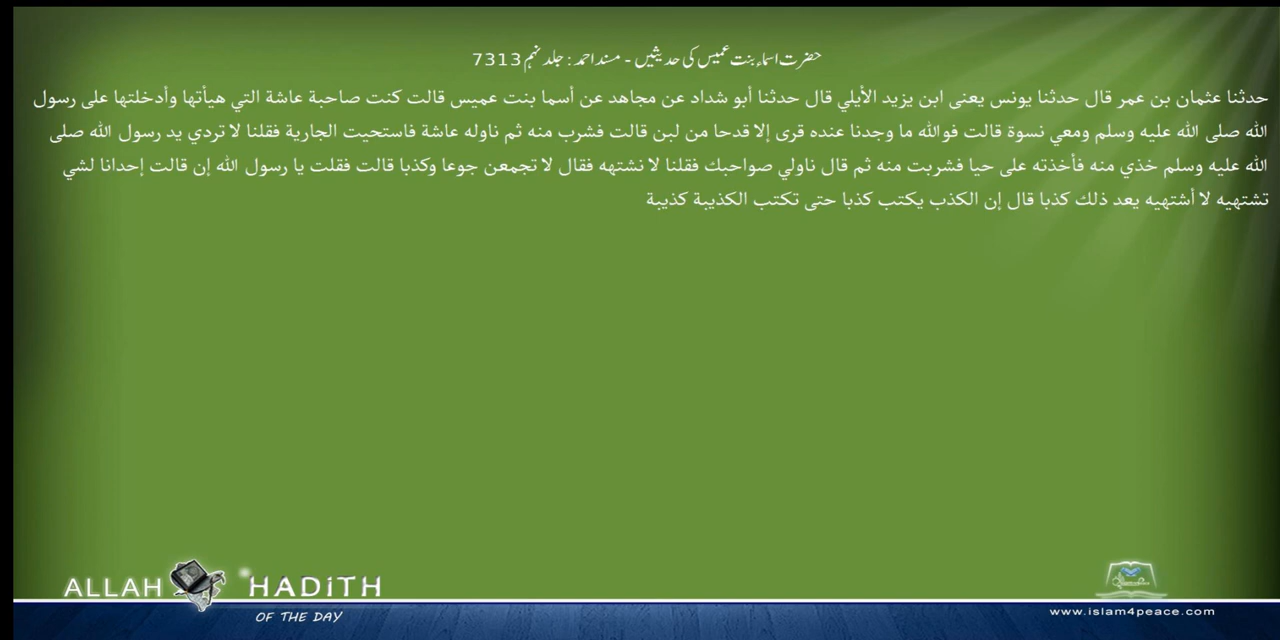 حضرت اسماء بنت عمیس کی حدیثیں - مسند احمد : جلد نہم 7313
حدثنا عثمان بن عمر قال حدثنا يونس يعنى ابن يزيد الأيلي قال حدثنا أبو شداد عن مجاهد عن أسما بنت عميس قالت كنت صاحبة عاشة التي هيأتها وأدخلتها على رسول
الله صلى الله عليه وسلم ومعي نسوة قالت فوالله ما وجدنا عنده قرى إلا قدحا من لبن قالت فشرب منه ثم ناوله عاشة فاستحيت الجارية فقلنا لا تردي يد رسول الله صلى
الله عليه وسلم خذي منه فأخذته على حيا فشربت منه ثم قال ناولي صواحبك فقلنا لا نشتهه فقال لا تجمعن جوعا وكذبا قالت فقلت يا رسول الله إن قالت إحدانا لشي
تشتهيه لا أشتهيه يعد ذلك كذبا قال إن الكذب يكتب كذبا حتى تكتب الكذيبة كذيبة
ALLAH HADITH
OF THE DAY
www.islam4peace.com